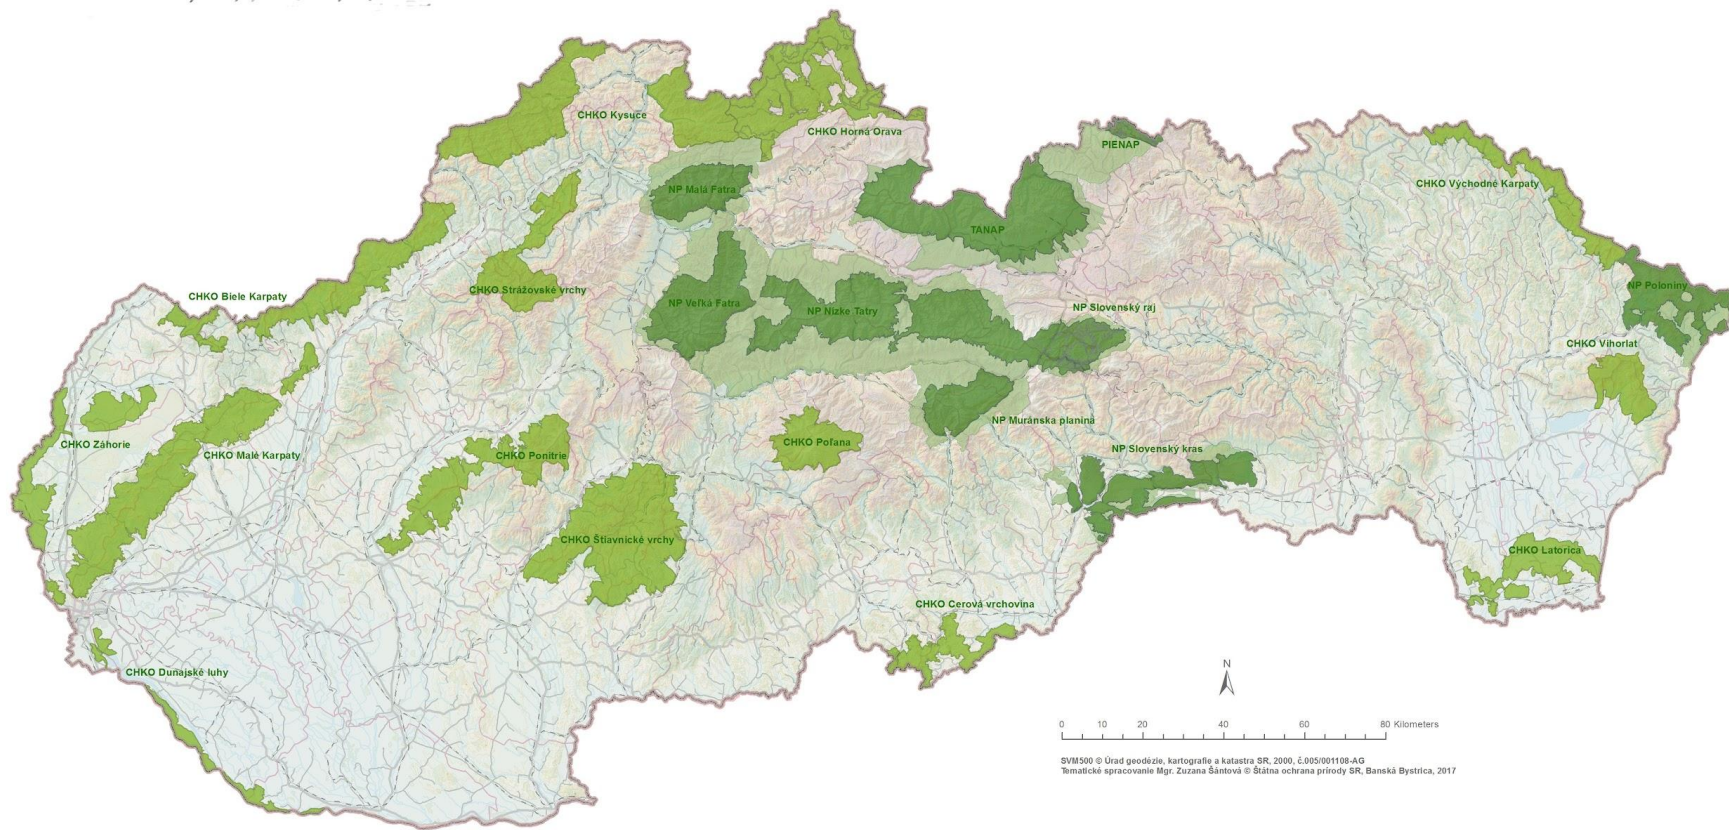 CHKO Kysuce
CHKO Horná Orava
PIENAP
CHKO Východné Karpaty
NP Malá Fatra
TANAP
CHKO Biele Karpaty
CHKO Strážovské vrchy
NP Veľká Fatra
NP Nízke Tatry
NP Slovenský raj
NP Poloniny
CHKO Vihorlat
CHKO Záhorie
CHKO Malé Karpaty
CHKO Ponitrie
CHKO Poľana
NP Muránska planina
NP Slovenský kras
CHKO Štiavnické vrchy
CHKO Latorica
CHKO Cerová vrchovina
CHKO Dunajské luhy
N
0 10 20 40 60 80 Kilometers
SVM500 © Úrad geodézie, kartografie a katastra SR, 2000, č.005/001108-AG
Tematické spracovanie Mgr. Zuzana Šántová © Štátna ochrana prírody SR, Banská Bystrica, 2017